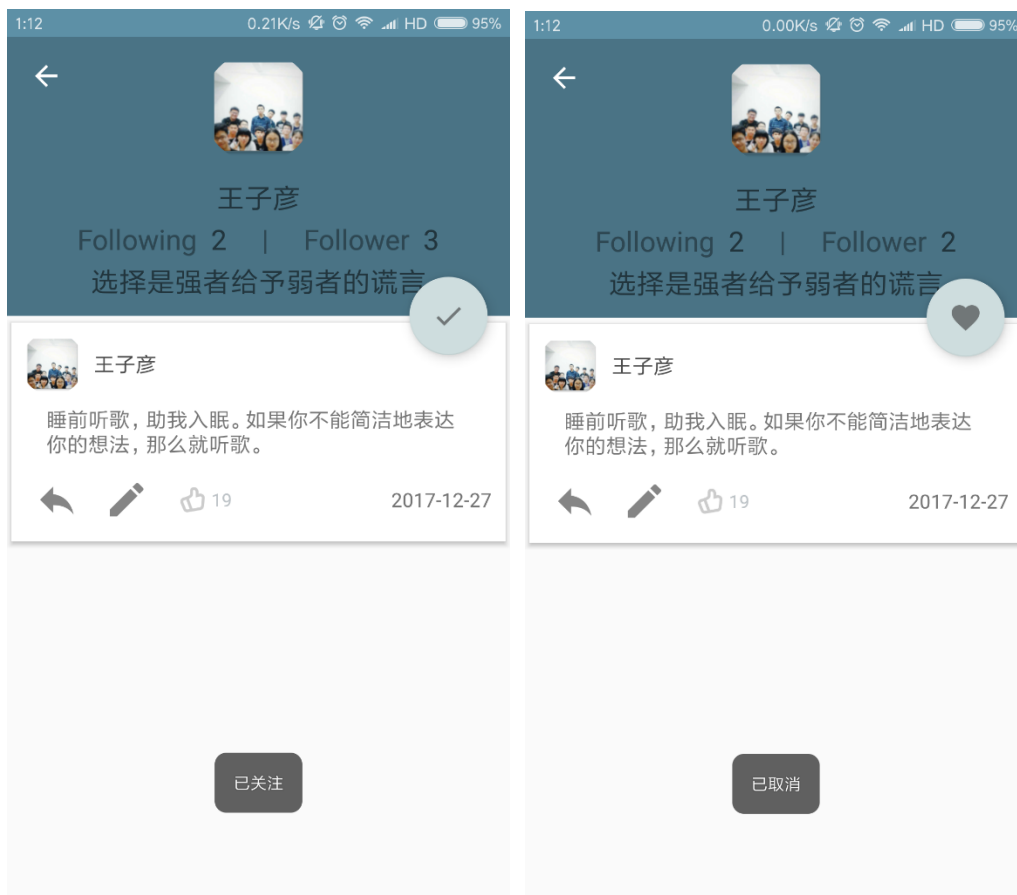 1:12 0.21K/s HD 95%
王子彦
Following 2 | Follower 3
选择是强者给予弱者的谎言
王子彦
睡前听歌，助我入眠。如果你不能简洁地表达
你的想法，那么就听歌。
19 2017-12-27
已关注
1:12 0.00K/s HD 95%
王子彦
Following 2 | Follower 2
选择是强者给予弱者的谎言
王子彦
睡前听歌，助我入眠。如果你不能简洁地表达
你的想法，那么就听歌。
19 2017-12-27
已取消